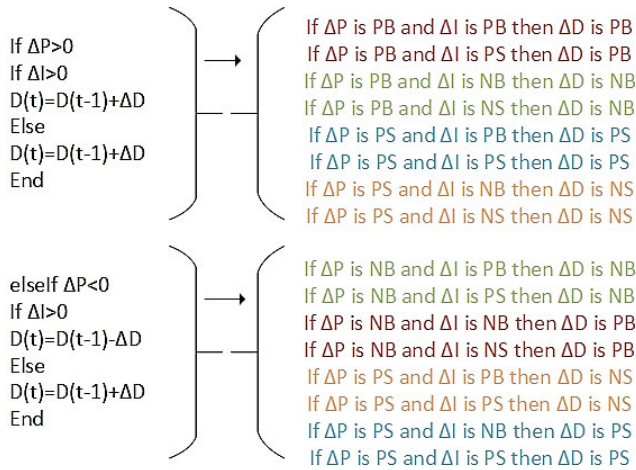 If ΔP>0
If ΔI>0
D(t)=D(t-1)+ΔD
Else
D(t)=D(t-1)+ΔD
End
If ΔP is PB and ΔI is PB then ΔD is PB
If ΔP is PB and ΔI is PS then ΔD is PB
If ΔP is PB and ΔI is NB then ΔD is NB
If ΔP is PB and ΔI is NS then ΔD is NB
If ΔP is PS and ΔI is PB then ΔD is PS
If ΔP is PS and ΔI is PS then ΔD is PS
If ΔP is PS and ΔI is NB then ΔD is NS
If ΔP is PS and ΔI is NS then ΔD is NS
elseIf ΔP<0
If ΔI>0
D(t)=D(t-1)-ΔD
Else
D(t)=D(t-1)+ΔD
End
If ΔP is NB and ΔI is PB then ΔD is NB
If ΔP is NB and ΔI is PS then ΔD is NB
If ΔP is NB and ΔI is NB then ΔD is PB
If ΔP is NB and ΔI is NS then ΔD is PB
If ΔP is PS and ΔI is PB then ΔD is NS
If ΔP is PS and ΔI is PS then ΔD is NS
If ΔP is PS and ΔI is NB then ΔD is PS
If ΔP is PS and ΔI is PS then ΔD is PS